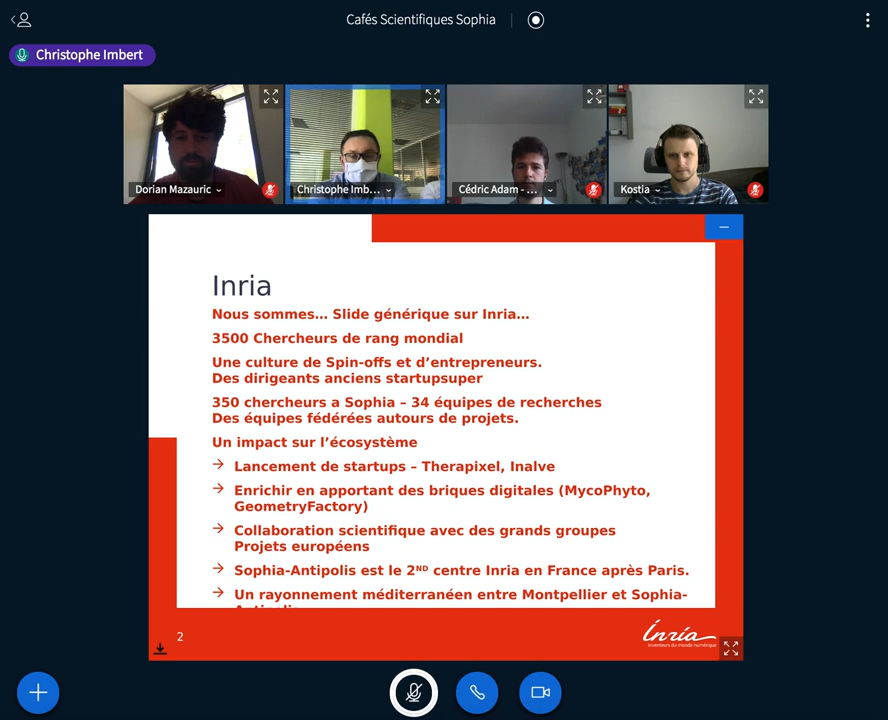 Cafés Scientifiques Sophia
Christophe Imbert
Dorian Mazauric
Christophe Imb...
Cédric Adam - ...
Kostia
Inria
Nous sommes... Slide générique sur Inria...
3500 Chercheurs de rang mondial
Une culture de Spin-offs et d’entrepreneurs.
Des dirigeants anciens startupsuper
350 chercheurs a Sophia – 34 équipes de recherches
Des équipes fédérées autours de projets.
Un impact sur l’écosystème
→ Lancement de startups – Therapixel, Inalve
→ Enrichir en apportant des briques digitales (MycoPhyto,
GeometryFactory)
→ Collaboration scientifique avec des grands groupes
Projets européens
→ Sophia-Antipolis est le 2ND centre Inria en France après Paris.
→ Un rayonnement méditerranéen entre Montpellier et Sophia-
2
Inria
inventeurs du monde numérique